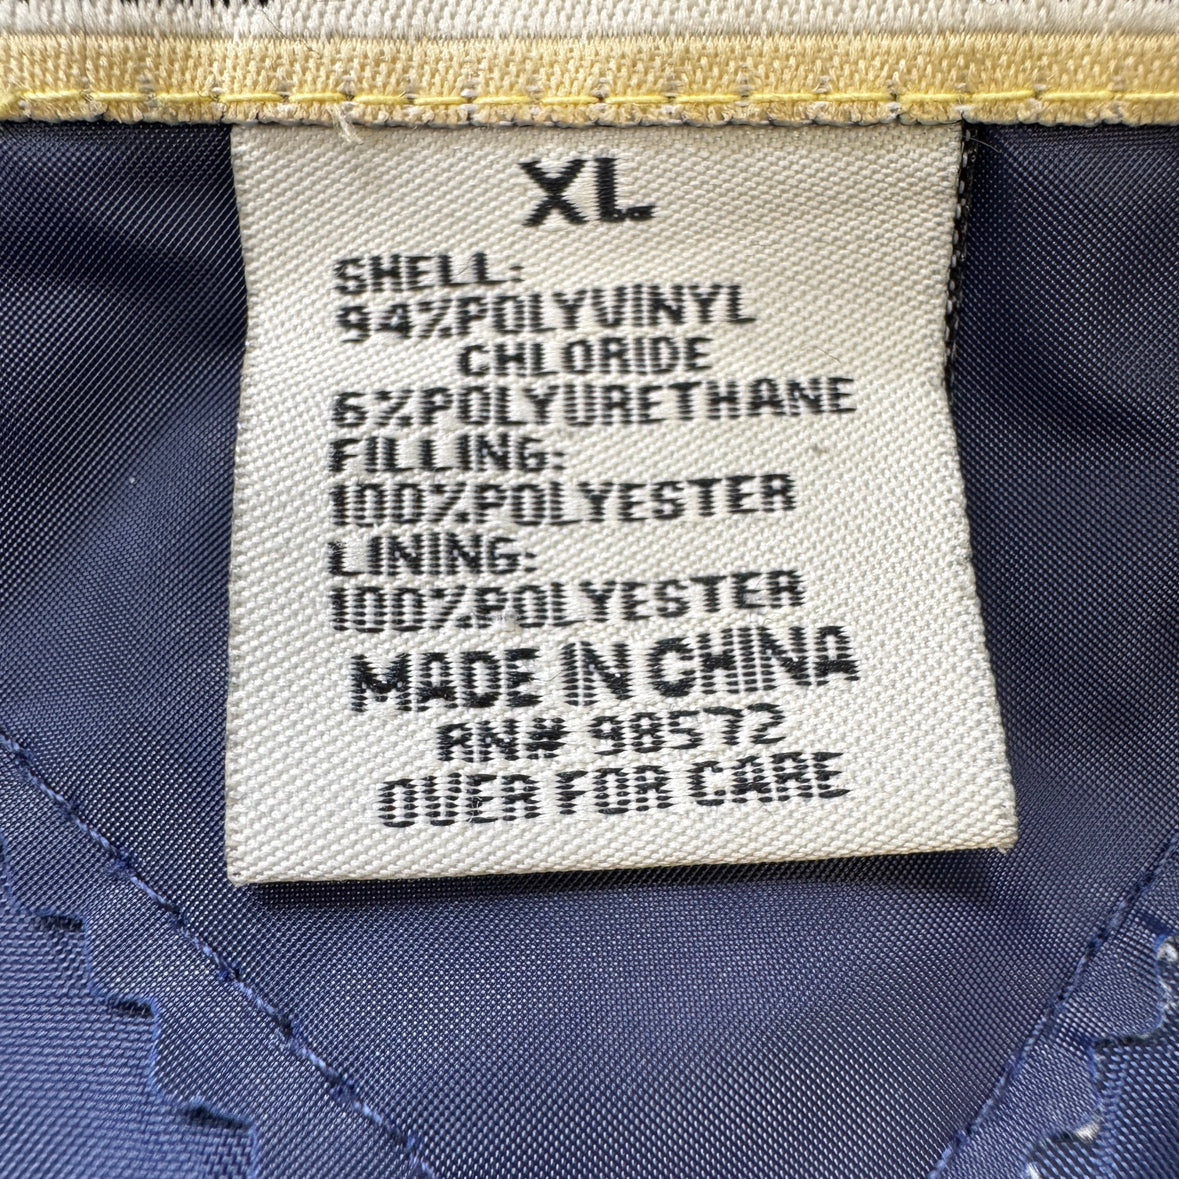 XL
SHELL:
94%POLYVINYL
CHLORIDE
6%POLYURETHANE
FILLING:
100%POLYESTER
LINING:
100%POLYESTER
MADE IN CHINA
RN# 98572
OVER FOR CARE